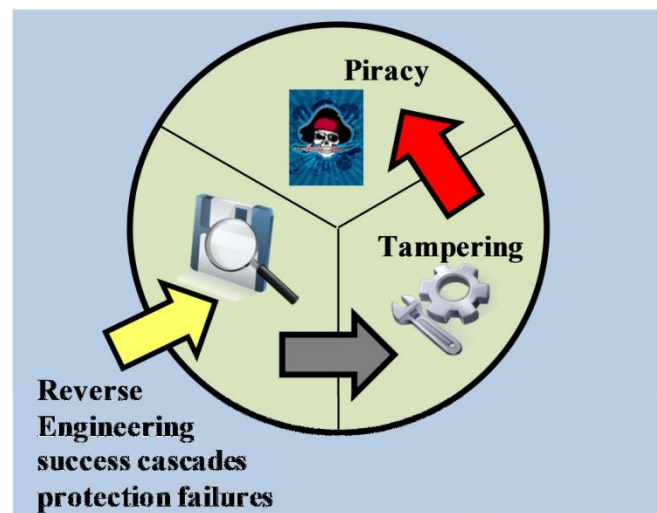 Piracy
Tampering
Reverse
Engineering
success cascades
protection failures